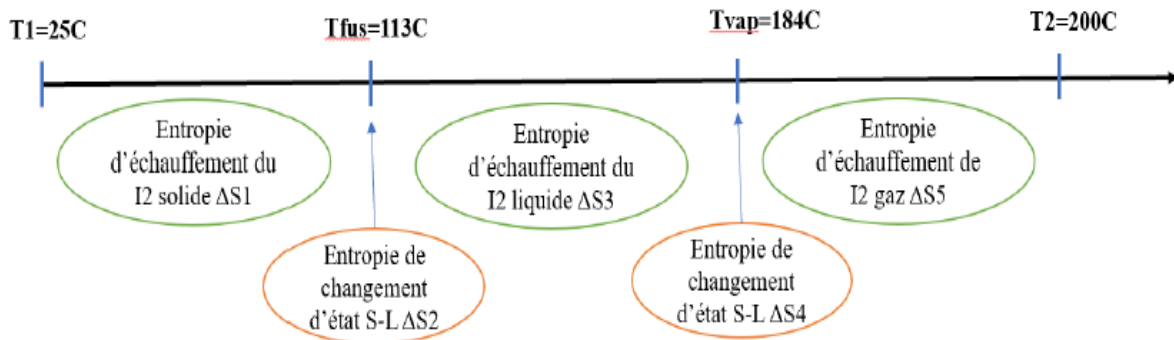 T1=25C
Tfus=113C
Tvap=184C
T2=200C
Entropie
d'échauffement du
I2 solide ΔS1
Entropie
d'échauffement du
I2 liquide ΔS3
Entropie
d'échauffement de
I2 gaz ΔS5
Entropie de
changement
d'état S-L ΔS2
Entropie de
changement
d'état S-L ΔS4